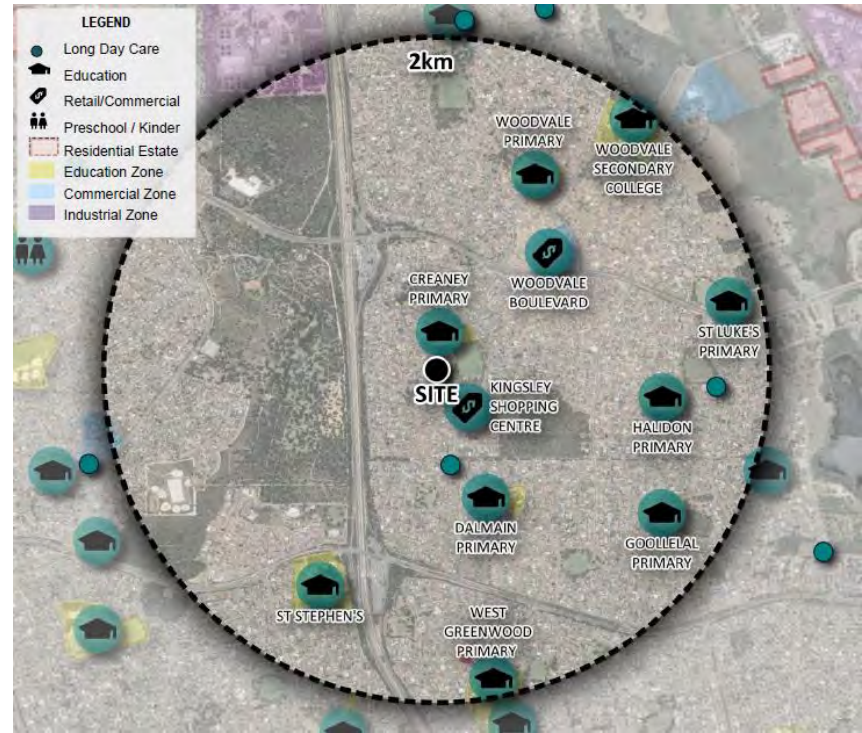 LEGEND
Long Day Care
Education
Retail/Commercial
Preschool / Kinder
Residential Estate
Education Zone
Commercial Zone
Industrial Zone
2km
WOODVALE
PRIMARY
WOODVALE
SECONDARY
COLLEGE
WOODVALE
BOULEVARD
CREANEY
PRIMARY
ST LUKE'S
PRIMARY
SITE
KINGSLEY
SHOPPING
CENTRE
HALIDON
PRIMARY
DALMAIN
PRIMARY
GOOLLELAL
PRIMARY
ST STEPHEN'S
WEST
GREENWOOD
PRIMARY